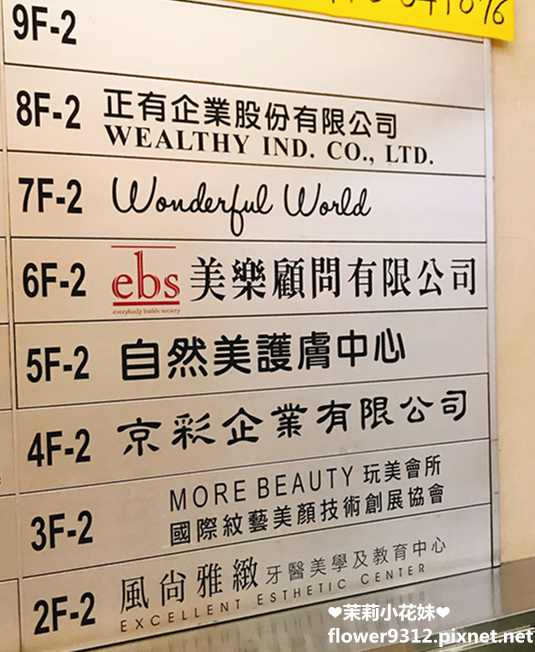 9F-2
8F-2 正有企業股份有限公司
WEALTHY IND. CO., LTD.
7F-2 Wonderful World
6F-2 ebs 美樂顧問有限公司
everybody builds society
5F-2 自然美護膚中心
4F-2 京彩企業有限公司
3F-2 MORE BEAUTY 玩美會所
國際紋藝美顏技術創展協會
2F-2 風尚雅緻 牙醫美學及教育中心
EXCELLENT ESTHETIC CENTER
❤茉莉小花妹❤
flower9312.pixnet.net